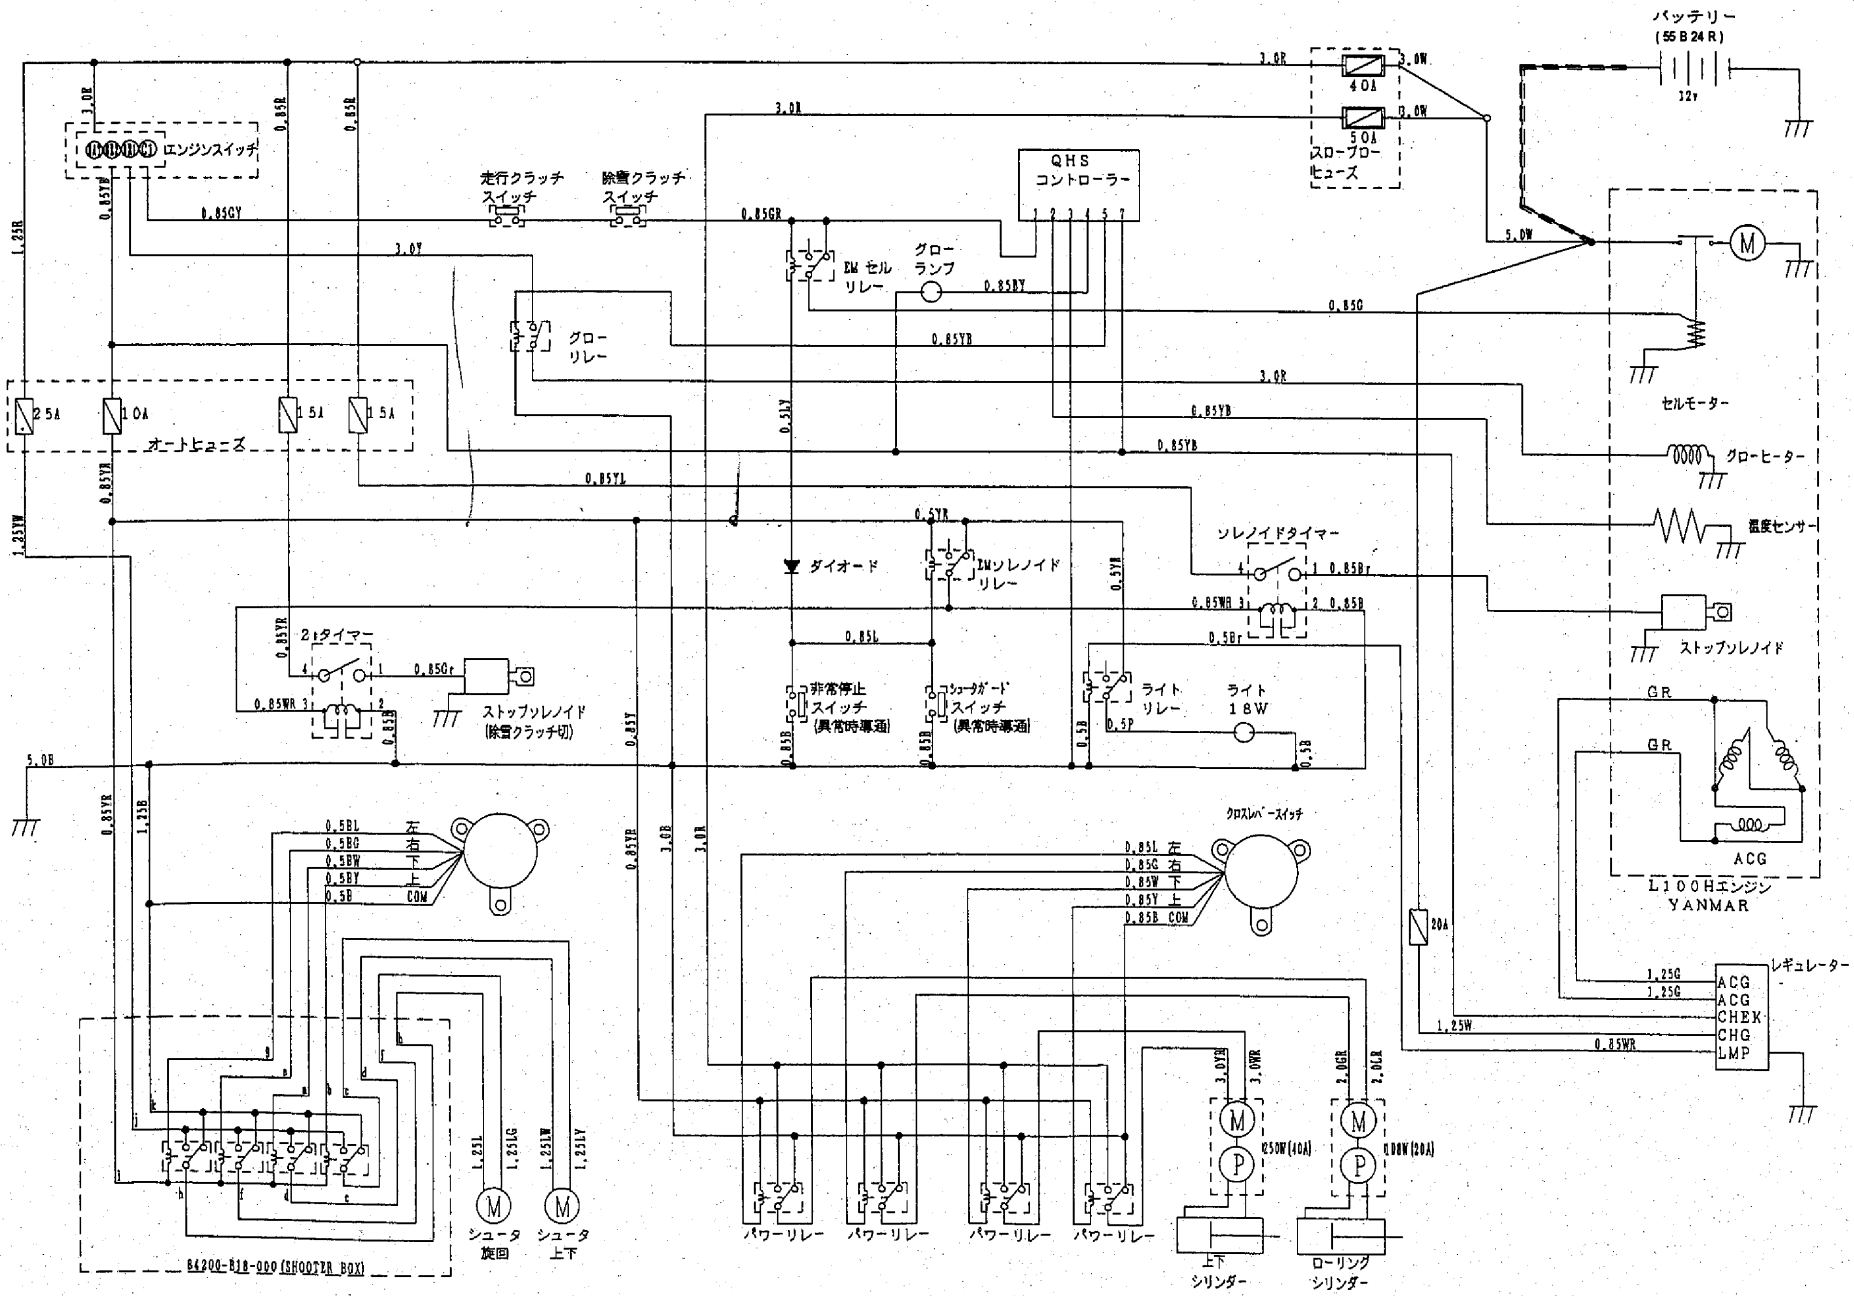 バッテリー
(55B24R)
12v
3.0R
3.0W
40A
3.0R
3.0W
50A
スローブロー
ヒューズ
3.0R
0.85R
0.85R
エンジンスイッチ
0.85YR
走行クラッチ
スイッチ
除雪クラッチ
スイッチ
0.85GY
0.85GR
3.0Y
1.25R
QHS
コントローラー
1 2 3 4 5 7
EM セル
リレー
グロー
ランプ
0.85BY
0.85G
5.0W
M
セルモーター
グロー
リレー
0.85YB
3.0R
0.5LY
0.85YB
0.85YB
25A
10A
15A
15A
オートヒューズ
グローヒーター
0.85YR
0.85YL
1.25YW
0.5YR
温度センサー
ダイオード
EMソレノイド
リレー
0.5YR
ソレノイドタイマー
4
1 0.85Br
0.85WR 3
2 0.85B
ストップソレノイド
0.85YR
2tタイマー
4
1
0.85Gr
0.85WR 3
2
0.85B
ストップソレノイド
(除雪クラッチ切)
0.85L
0.5Br
非常停止
スイッチ
(異常時導通)
0.85B
シュータガード
スイッチ
(異常時導通)
0.85B
ライト
リレー
ライト
18W
0.5P
0.5B
0.5B
0.85Y
5.0B
GR
GR
ACG
L100Hエンジン
YANMAR
0.85YR
1.25B
0.5BL 左
0.5BG 右
0.5BW 下
0.5BY 上
0.5B COM
0.85YR
3.0B
3.0R
クロスレバースイッチ
0.85L 左
0.85G 右
0.85W 下
0.85Y 上
0.85B COM
20A
レギュレーター
1.25G
ACG
1.25G
ACG
CHEK
1.25W
CHG
0.85WR
LMP
g
e
a
b
c
d
f
h
k
j
i
h
f
d
c
1.25L
1.25LG
1.25LW
1.25LY
M
シュータ
旋回
M
シュータ
上下
B4200-B18-000(SHOOTER BOX)
パワーリレー
パワーリレー
パワーリレー
パワーリレー
3.0YR
3.0WR
2.0GR
2.0LR
M
P
250W(40A)
M
P
108W(20A)
上下
シリンダー
ローリング
シリンダー